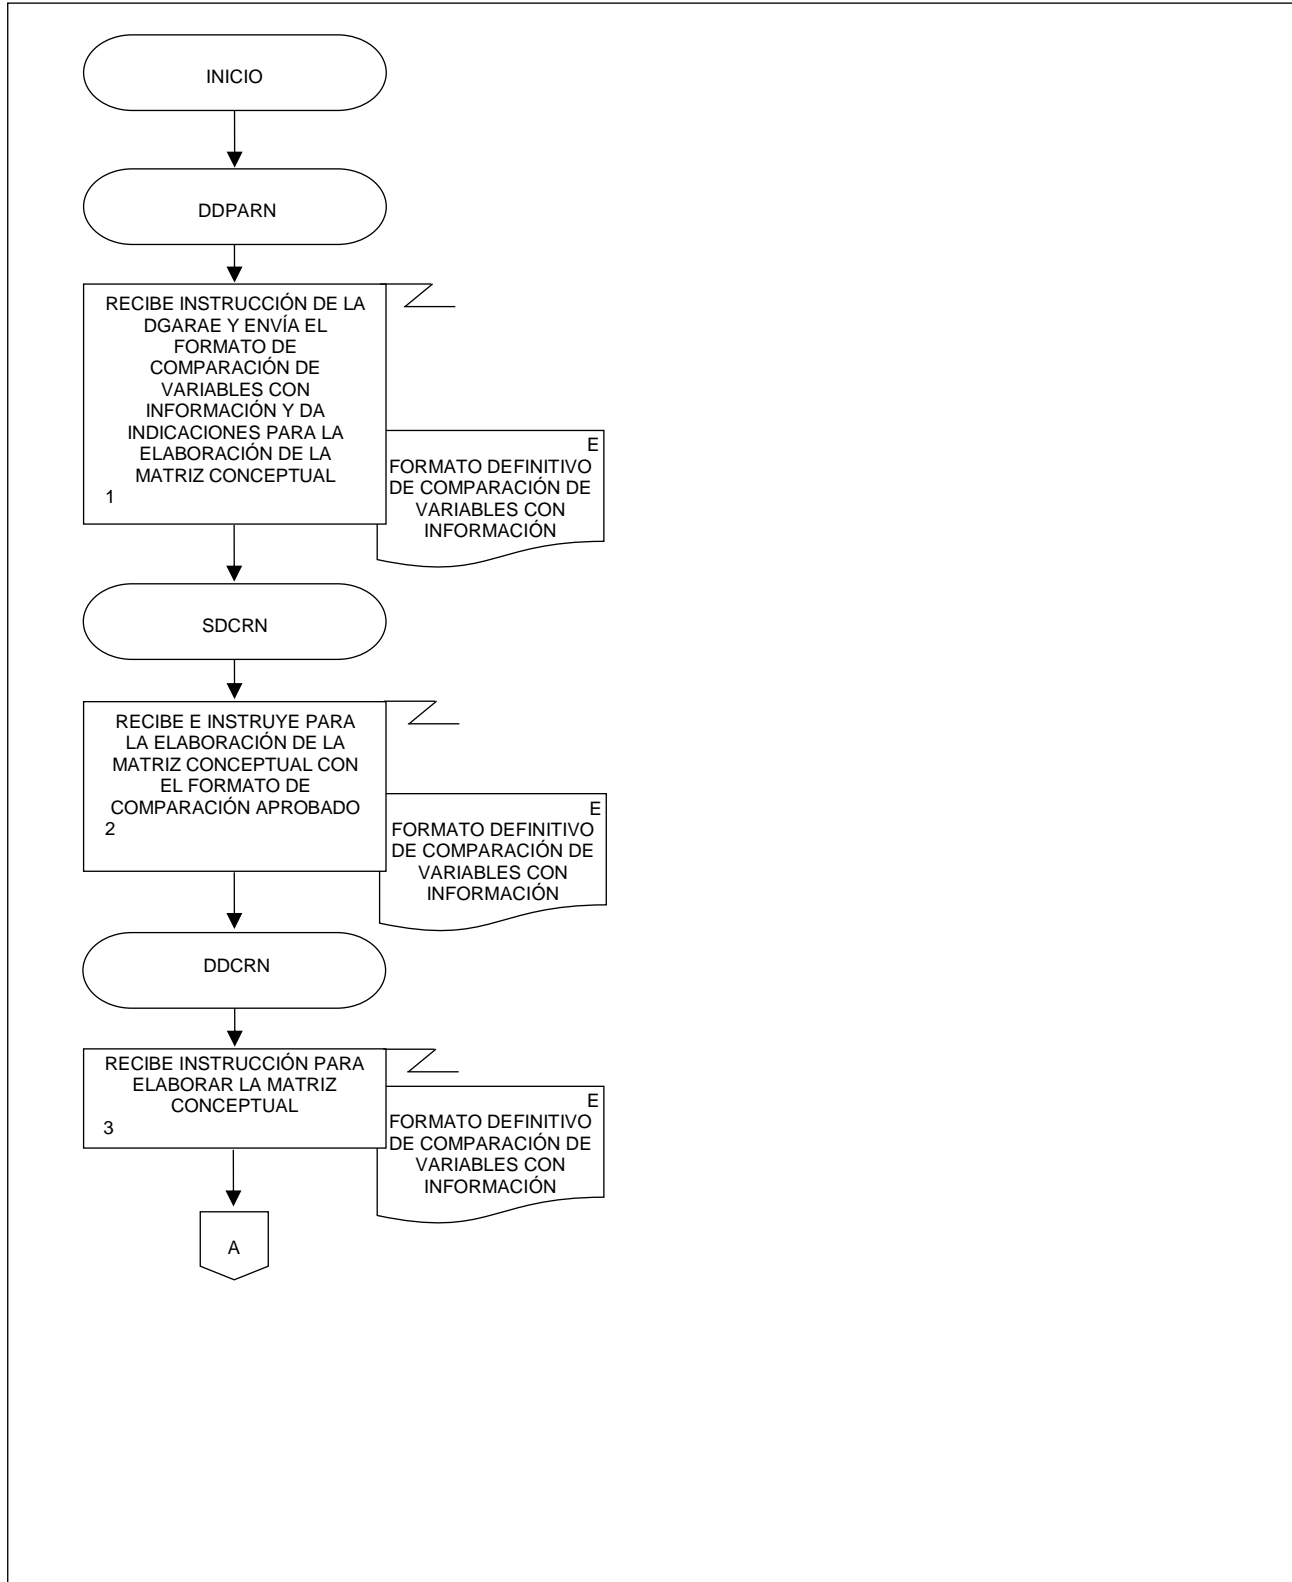 INICIO
DDPARN
RECIBE INSTRUCCIÓN DE LA
DGARAE Y ENVÍA EL
FORMATO DE
COMPARACIÓN DE
VARIABLES CON
INFORMACIÓN Y DA
INDICACIONES PARA LA
ELABORACIÓN DE LA
MATRIZ CONCEPTUAL
1
E
FORMATO DEFINITIVO
DE COMPARACIÓN DE
VARIABLES CON
INFORMACIÓN
SDCRN
RECIBE E INSTRUYE PARA
LA ELABORACIÓN DE LA
MATRIZ CONCEPTUAL CON
EL FORMATO DE
COMPARACIÓN APROBADO
2
E
FORMATO DEFINITIVO
DE COMPARACIÓN DE
VARIABLES CON
INFORMACIÓN
DDCRN
RECIBE INSTRUCCIÓN PARA
ELABORAR LA MATRIZ
CONCEPTUAL
3
E
FORMATO DEFINITIVO
DE COMPARACIÓN DE
VARIABLES CON
INFORMACIÓN
A